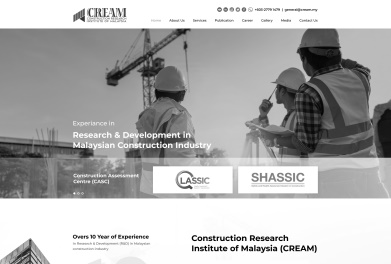 CREAM
CONSTRUCTION RESEARCH
INSTITUTE OF MALAYSIA
+603-2779 1479 | general@cream.my
Home About Us Services Publication Career Gallery Media Contact Us
Experience in
Research & Development in
Malaysian Construction Industry
Construction Assessment
Centre (CASC)
QLASSIC
SHASSIC
Overs 10 Year of Experience
in Research & Development (R&D) in Malaysian
construction industry
Construction Research
Institute of Malaysia (CREAM)